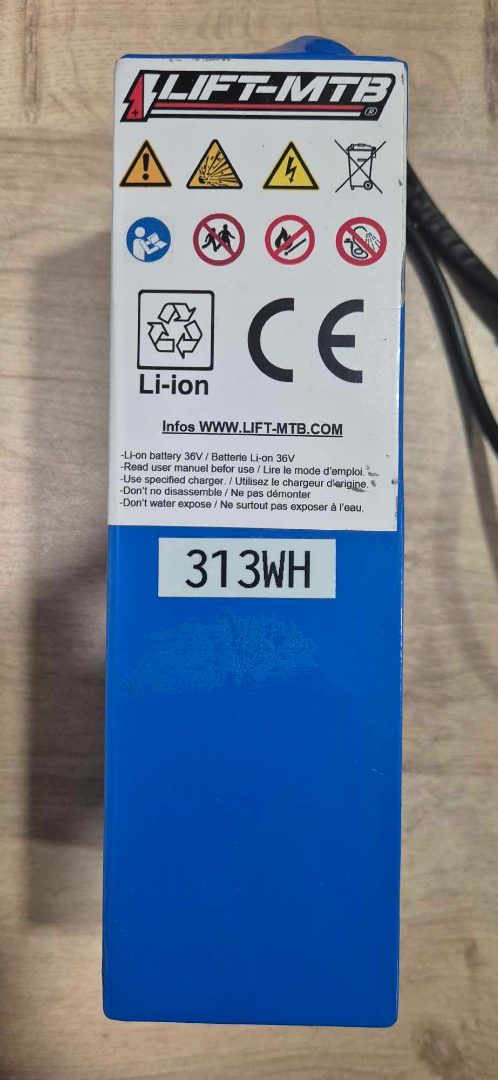 LIFT-MTB
®
CE
Li-ion
Infos WWW.LIFT-MTB.COM
-Li-on battery 36V / Batterie Li-on 36V
-Read user manuel befor use / Lire le mode d'emploi.
-Use specified charger. / Utilisez le chargeur d'origine.
-Don't no disassemble / Ne pas démonter
-Don't water expose / Ne surtout pas exposer à l'eau.
313WH